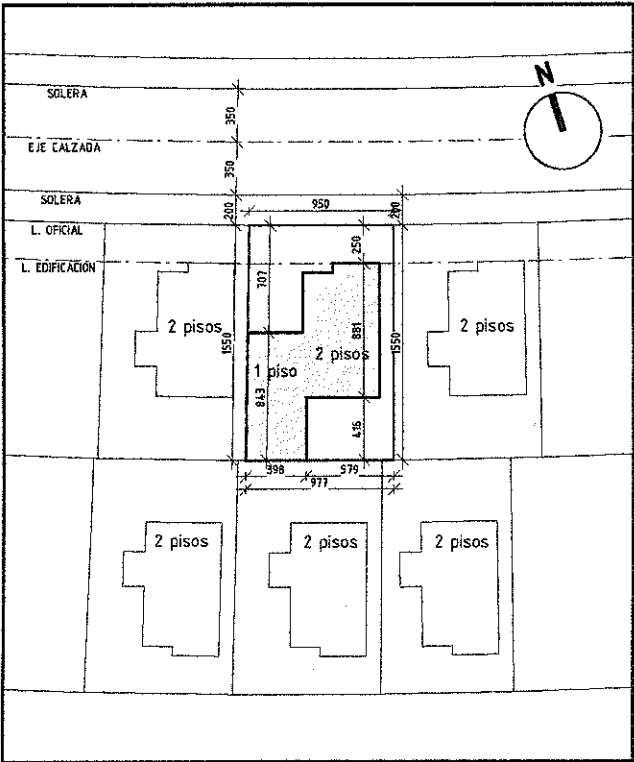 N
SOLERA
350
EJE CALZADA
350
SOLERA
200
950
200
L. OFICIAL
250
L. EDIFICACIÓN
707
2 pisos
1550
881
2 pisos
1550
2 pisos
1 piso
843
416
398
579
977
2 pisos
2 pisos
2 pisos